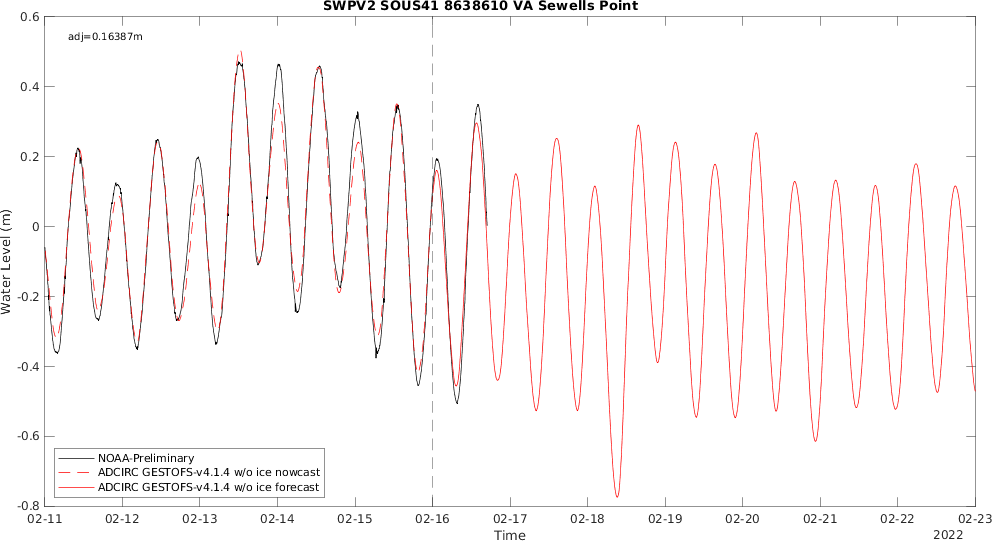 SWPV2 SOUS41 8638610 VA Sewells Point
adj=0.16387m
0.6
0.4
0.2
0
-0.2
-0.4
-0.6
-0.8
Water Level (m)
NOAA-Preliminary
ADCIRC GESTOFS-v4.1.4 w/o ice nowcast
ADCIRC GESTOFS-v4.1.4 w/o ice forecast
02-11 02-12 02-13 02-14 02-15 02-16 02-17 02-18 02-19 02-20 02-21 02-22 02-23
Time
2022